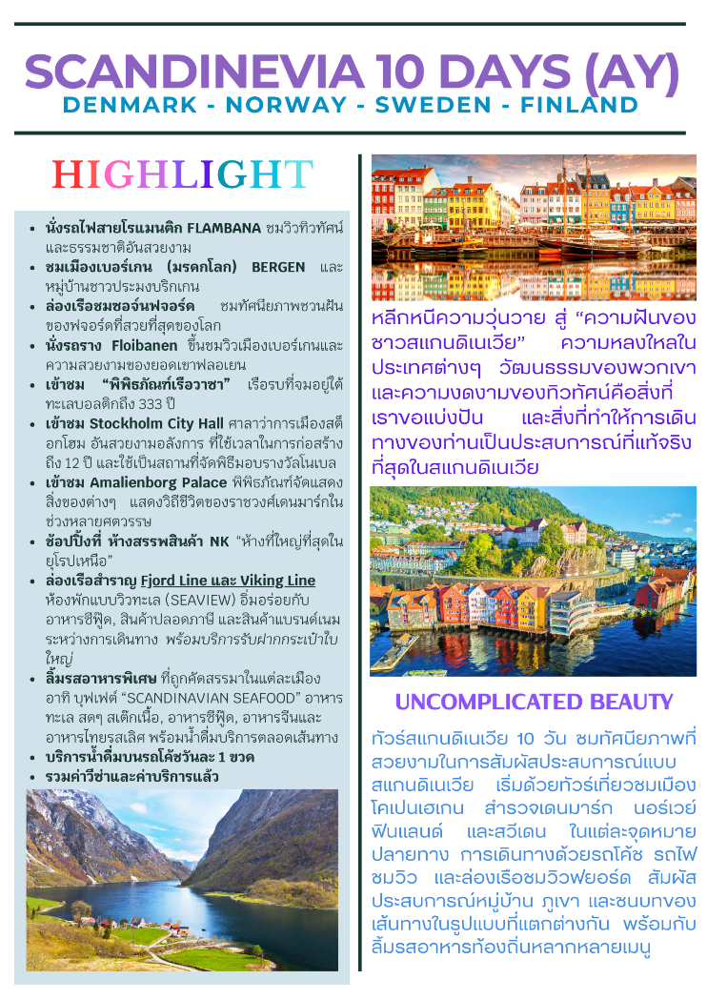 SCANDINEVIA 10 DAYS (AY)
DENMARK - NORWAY - SWEDEN - FINLAND
HIGHLIGHT
• นั่งรถไฟสายโรแมนติก FLAMBANA ชมวิวทิวทัศน์
และธรรมชาติอันสวยงาม
• ชมเมืองเบอร์เกน (มรดกโลก) BERGEN และ
หมู่บ้านชาวประมงบริกเกน
• ล่องเรือชมซอจ์นฟจอร์ด ชมทัศนียภาพชวนฝัน
ของฟจอร์ดที่สวยที่สุดของโลก
• นั่งรถราง Floibanen ขึ้นชมวิวเมืองเบอร์เกนและ
ความสวยงามของยอดเขาฟลอเยน
• เข้าชม “พิพิธภัณฑ์เรือวาซา” เรือรบที่จมอยู่ใต้
ทะเลบอลติกถึง 333 ปี
• เข้าชม Stockholm City Hall ศาลาว่าการเมืองสต็
อกโฮม อันสวยงามอลังการ ที่ใช้เวลาในการก่อสร้าง
ถึง 12 ปี และใช้เป็นสถานที่จัดพิธีมอบรางวัลโนเบล
• เข้าชม Amalienborg Palace พิพิธภัณฑ์จัดแสดง
สิ่งของต่างๆ แสดงวิถีชีวิตของราชวงศ์เดนมาร์กใน
ช่วงหลายศตวรรษ
• ช้อปปิ้งที่ ห้างสรรพสินค้า NK “ห้างที่ใหญ่ที่สุดใน
ยุโรปเหนือ”
• ล่องเรือสำราญ Fjord Line และ Viking Line
ห้องพักแบบวิวทะเล (SEAVIEW) อิ่มอร่อยกับ
อาหารซีฟู๊ด, สินค้าปลอดภาษี และสินค้าแบรนด์เนม
ระหว่างการเดินทาง พร้อมบริการรับฝากกระเป๋าใบ
ใหญ่
• ลิ้มรสอาหารพิเศษ ที่ถูกคัดสรรมาในแต่ละเมือง
อาทิ บุฟเฟต์ “SCANDINAVIAN SEAFOOD” อาหาร
ทะเล สดๆ สเต๊กเนื้อ, อาหารซีฟู๊ด, อาหารจีนและ
อาหารไทยรสเลิศ พร้อมน้ำดื่มบริการตลอดเส้นทาง
• บริการน้ำดื่มบนรถโค้ชวันละ 1 ขวด
• รวมค่าวีซ่าและค่าบริการแล้ว
หลีกหนีความวุ่นวาย สู่ “ความฝันของ
ชาวสแกนดิเนเวีย” ความหลงใหลใน
ประเทศต่างๆ วัฒนธรรมของพวกเขา
และความงดงามของทิวทัศน์คือสิ่งที่
เราขอแบ่งปัน และสิ่งที่ทำให้การเดิน
ทางของท่านเป็นประสบการณ์ที่แท้จริง
ที่สุดในสแกนดิเนเวีย
UNCOMPLICATED BEAUTY
ทัวร์สแกนดิเนเวีย 10 วัน ชมทัศนียภาพที่
สวยงามในการสัมผัสประสบการณ์แบบ
สแกนดิเนเวีย เริ่มด้วยทัวร์เที่ยวชมเมือง
โคเปนเฮเกน สำรวจเดนมาร์ก นอร์เวย์
ฟินแลนด์ และสวีเดน ในแต่ละจุดหมาย
ปลายทาง การเดินทางด้วยรถโค้ช รถไฟ
ชมวิว และล่องเรือชมวิวฟยอร์ด สัมผัส
ประสบการณ์หมู่บ้าน ภูเขา และชนบทของ
เส้นทางในรูปแบบที่แตกต่างกัน พร้อมกับ
ลิ้มรสอาหารท้องถิ่นหลากหลายเมนู